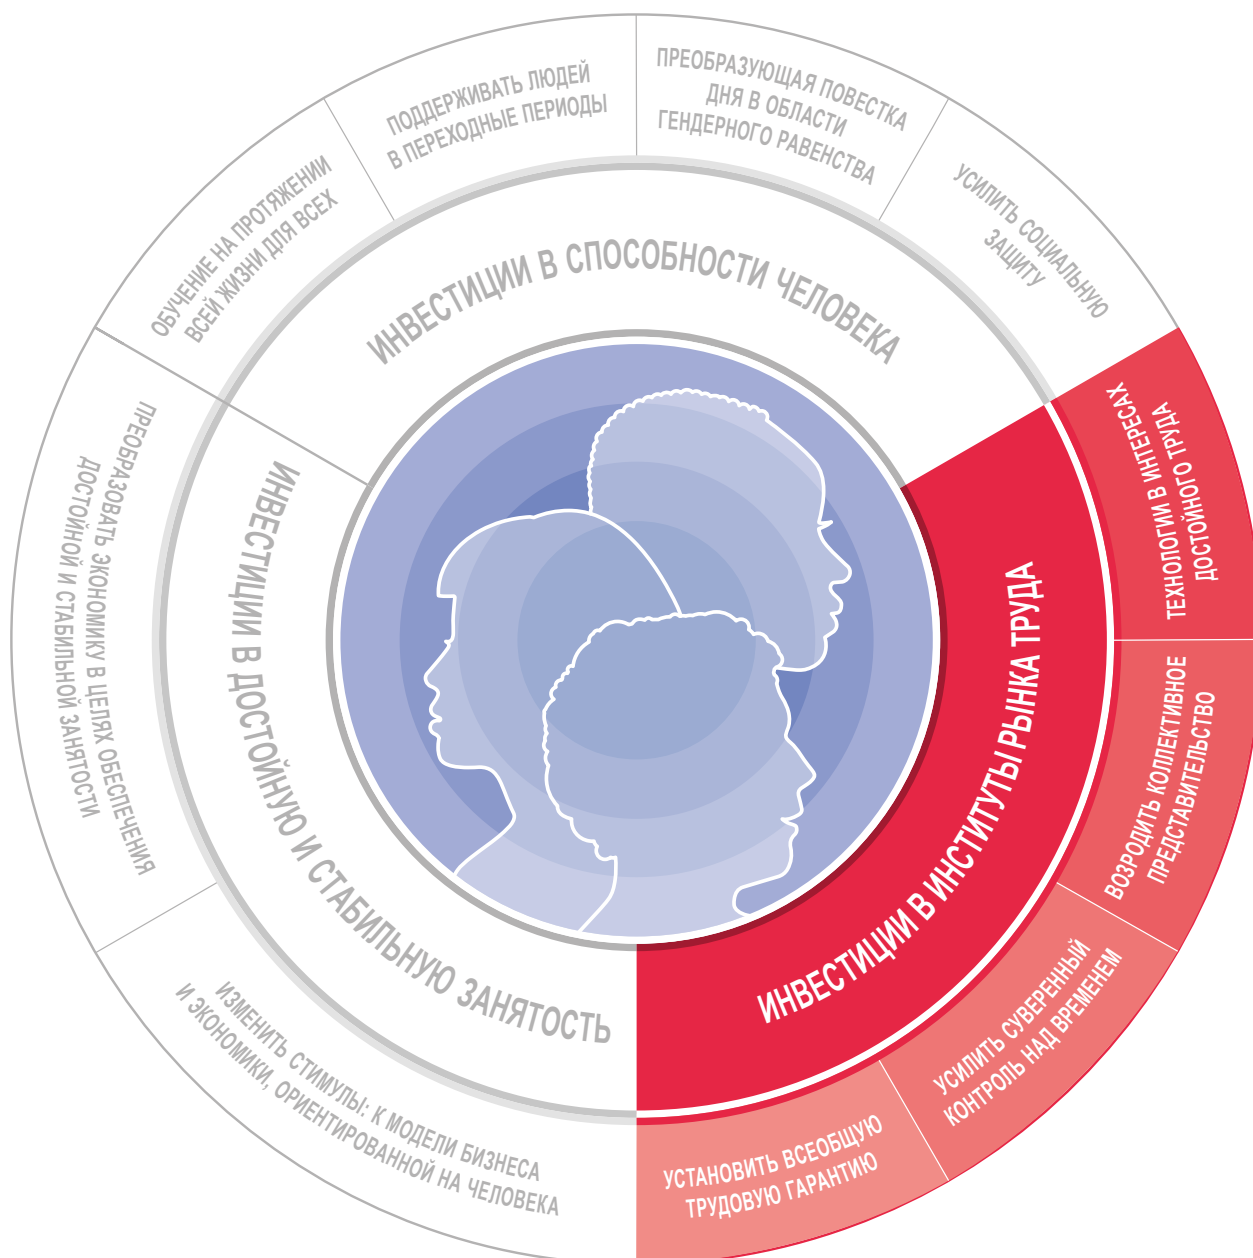 ИНВЕСТИЦИИ В СПОСОБНОСТИ ЧЕЛОВЕКА
ОБУЧЕНИЕ НА ПРОТЯЖЕНИИ
ВСЕЙ ЖИЗНИ ДЛЯ ВСЕХ
ПОДДЕРЖИВАТЬ ЛЮДЕЙ
В ПЕРЕХОДНЫЕ ПЕРИОДЫ
ПРЕОБРАЗУЮЩАЯ ПОВЕСТКА
ДНЯ В ОБЛАСТИ
ГЕНДЕРНОГО РАВЕНСТВА
УСИЛИТЬ СОЦИАЛЬНУЮ
ЗАЩИТУ
ИНВЕСТИЦИИ В ИНСТИТУТЫ РЫНКА ТРУДА
ТЕХНОЛОГИИ В ИНТЕРЕСАХ
ДОСТОЙНОГО ТРУДА
ВОЗРОДИТЬ КОЛЛЕКТИВНОЕ
ПРЕДСТАВИТЕЛЬСТВО
УСИЛИТЬ СУВЕРЕННЫЙ
КОНТРОЛЬ НАД ВРЕМЕНЕМ
УСТАНОВИТЬ ВСЕОБЩУЮ
ТРУДОВУЮ ГАРАНТИЮ
ИНВЕСТИЦИИ В ДОСТОЙНУЮ И СТАБИЛЬНУЮ ЗАНЯТОСТЬ
ПРЕОБРАЗОВАТЬ ЭКОНОМИКУ В ЦЕЛЯХ ОБЕСПЕЧЕНИЯ
ДОСТОЙНОЙ И СТАБИЛЬНОЙ ЗАНЯТОСТИ
ИЗМЕНИТЬ СТИМУЛЫ: К МОДЕЛИ БИЗНЕСА
И ЭКОНОМИКИ, ОРИЕНТИРОВАННОЙ НА ЧЕЛОВЕКА